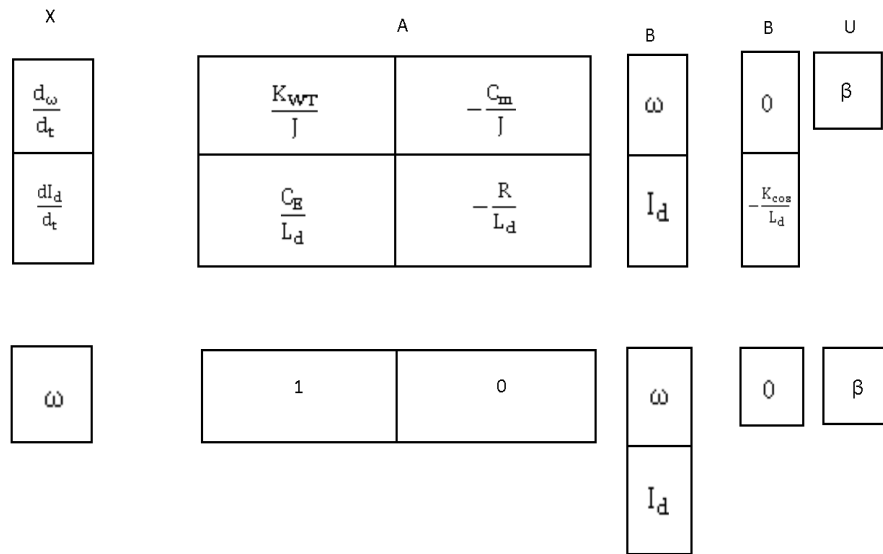 X A B B U
dω/dt K_WT/J -C_m/J ω 0 β
dI_d/dt C_E/L_d -R/L_d I_d -K_cos/L_d
ω 1 0 ω 0 β
I_d